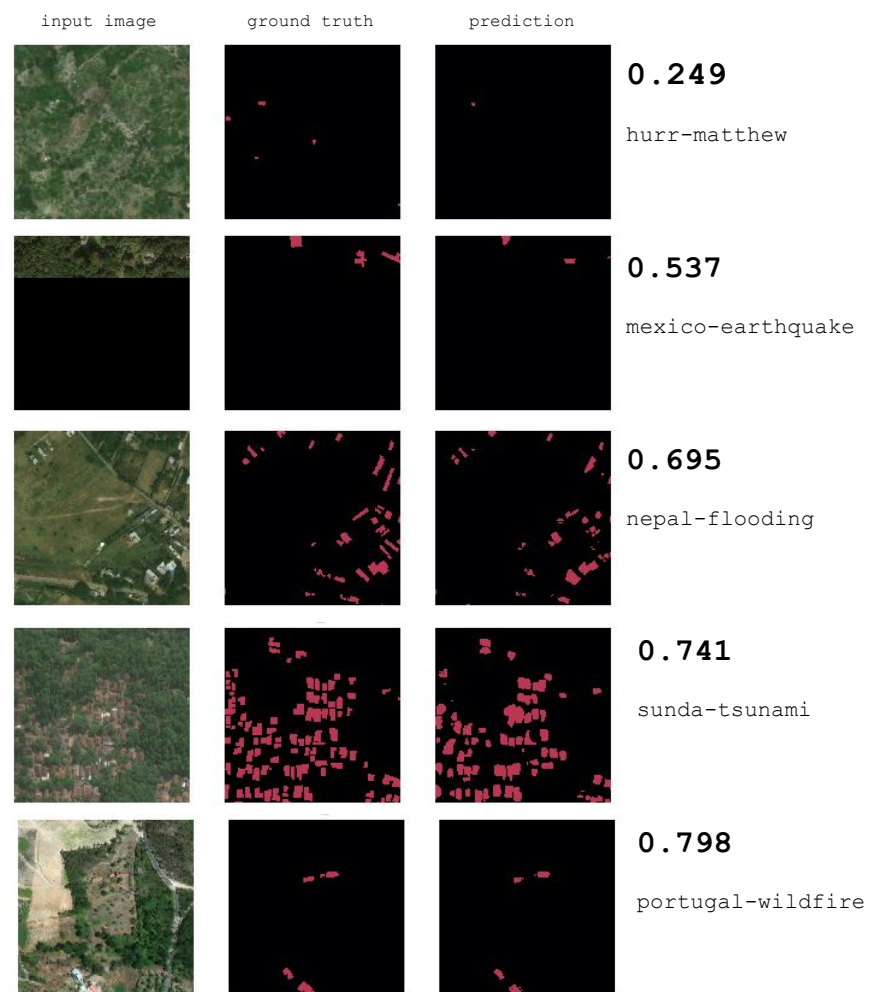 input image
ground truth
prediction
0.249
hurr-matthew
0.537
mexico-earthquake
0.695
nepal-flooding
0.741
sunda-tsunami
0.798
portugal-wildfire